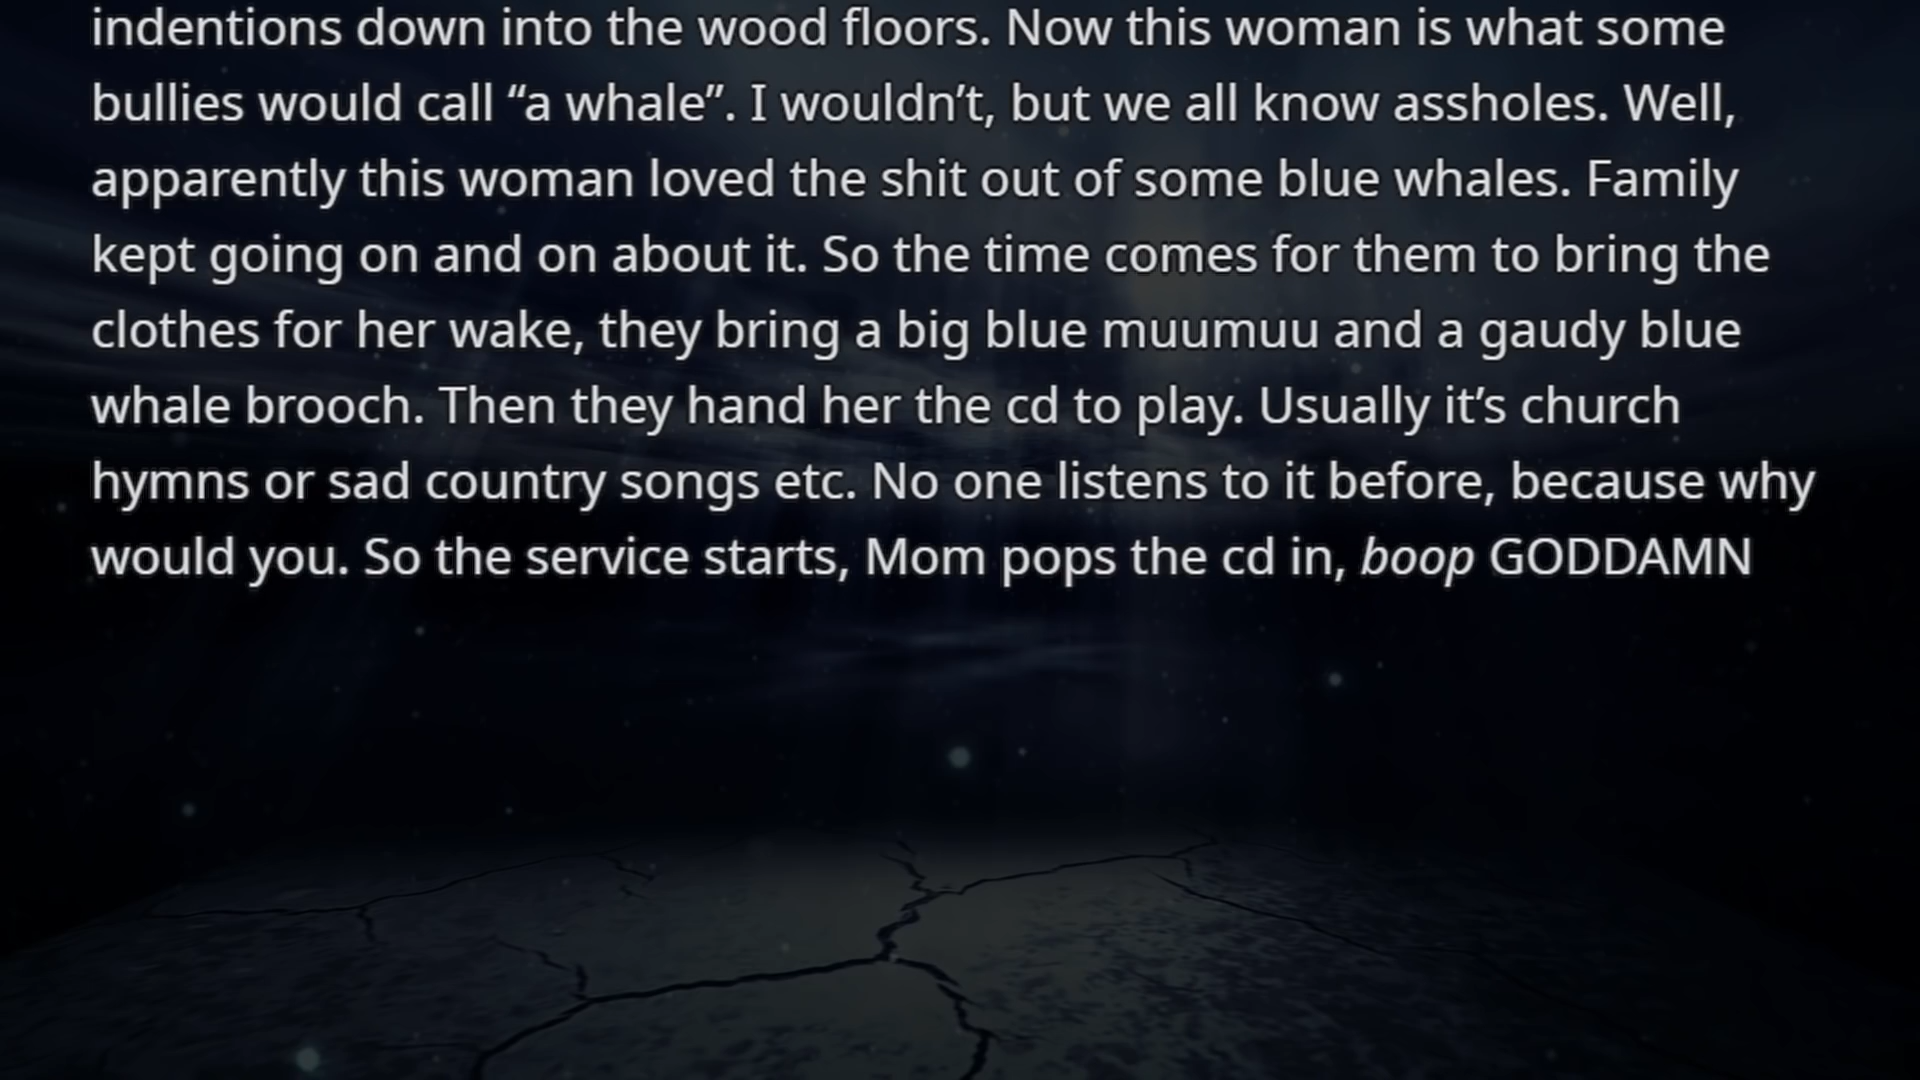 indentions down into the wood floors. Now this woman is what some
bullies would call “a whale”. I wouldn’t, but we all know assholes. Well,
apparently this woman loved the shit out of some blue whales. Family
kept going on and on about it. So the time comes for them to bring the
clothes for her wake, they bring a big blue muumuu and a gaudy blue
whale brooch. Then they hand her the cd to play. Usually it’s church
hymns or sad country songs etc. No one listens to it before, because why
would you. So the service starts, Mom pops the cd in, boop GODDAMN